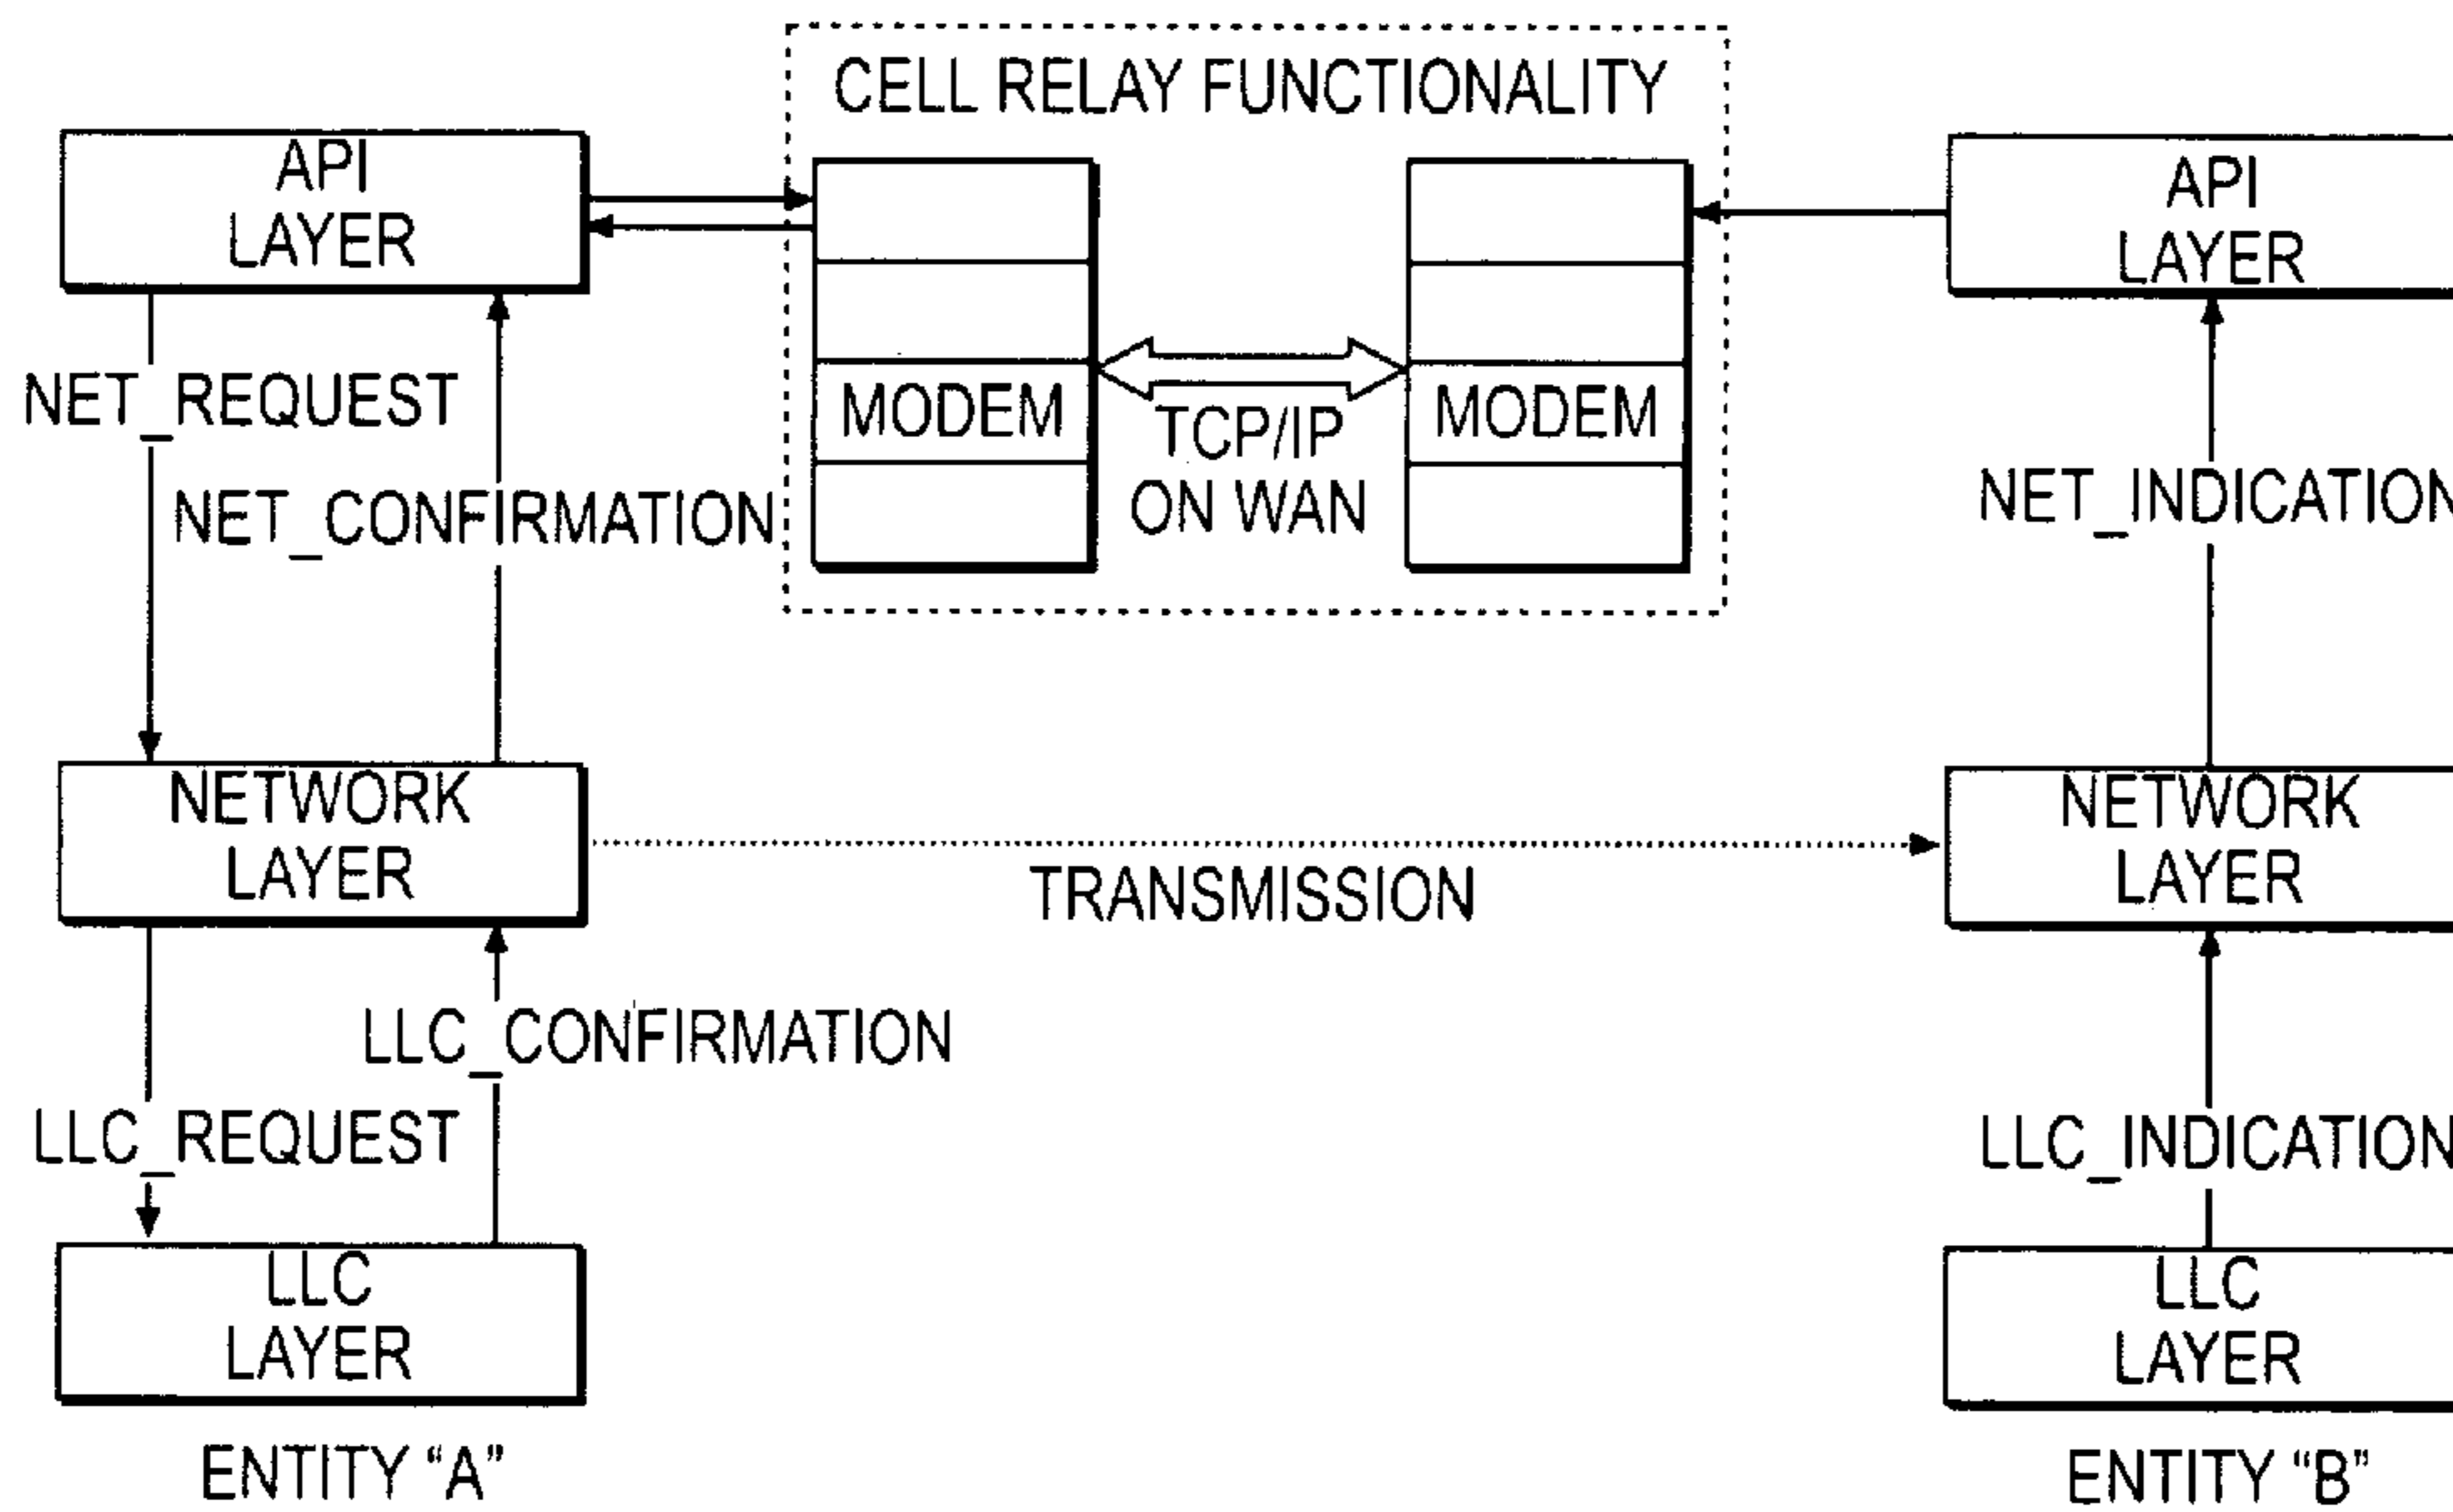 CELL RELAY FUNCTIONALITY
API
LAYER
API
LAYER
NET_REQUEST
MODEM
TCP/IP
ON WAN
MODEM
NET_CONFIRMATION
NET_INDICATION
NETWORK
LAYER
TRANSMISSION
NETWORK
LAYER
LLC_CONFIRMATION
LLC_REQUEST
LLC_INDICATION
LLC
LAYER
LLC
LAYER
ENTITY “A”
ENTITY “B”